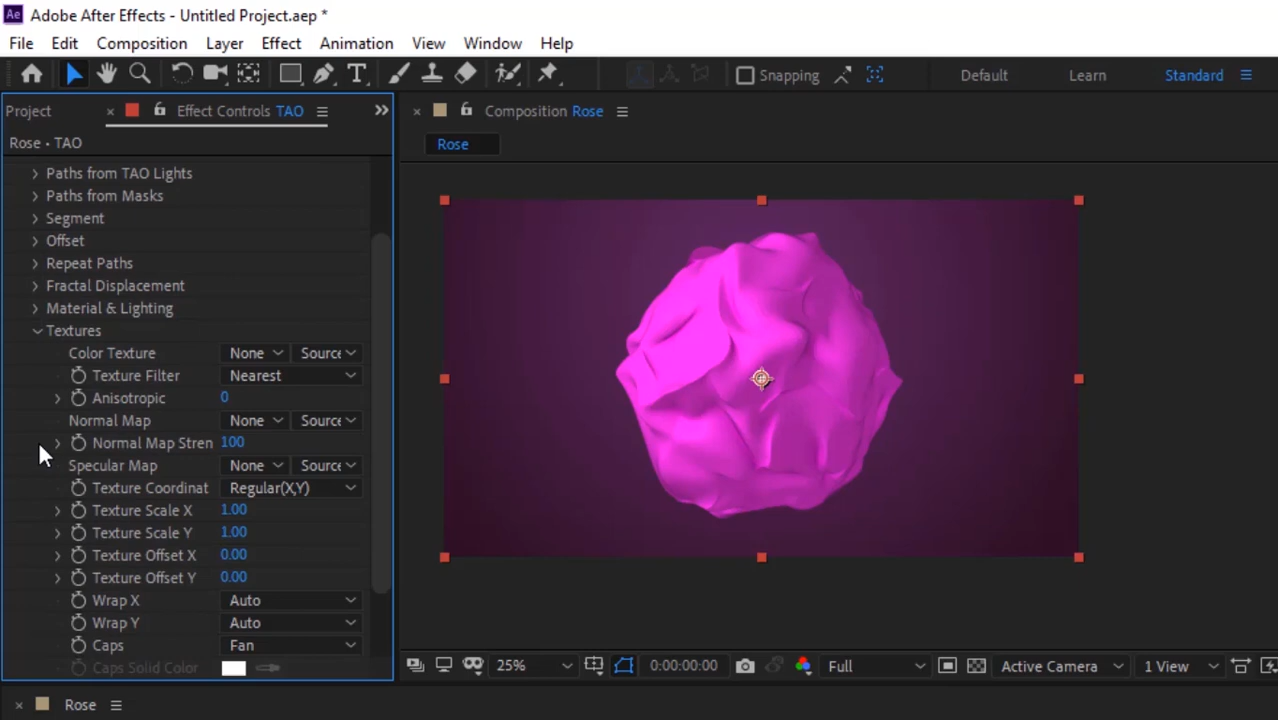 Ae Adobe After Effects - Untitled Project.aep *
File Edit Composition Layer Effect Animation View Window Help
T Snapping Default Learn Standard
Project Effect Controls TAO Composition Rose
Rose • TAO Rose
Paths from TAO Lights
Paths from Masks
Segment
Offset
Repeat Paths
Fractal Displacement
Material & Lighting
Textures
Color Texture None Source
Texture Filter Nearest
Anisotropic 0
Normal Map None Source
Normal Map Stren 100
Specular Map None Source
Texture Coordinat Regular(X,Y)
Texture Scale X 1.00
Texture Scale Y 1.00
Texture Offset X 0.00
Texture Offset Y 0.00
Wrap X Auto
Wrap Y Auto
Caps Fan
Caps Solid Color
25% 0:00:00:00 Full Active Camera 1 View
Rose